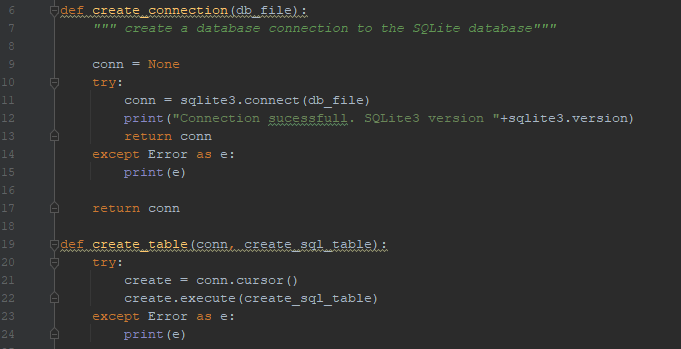 6 def create_connection(db_file):
7     """ create a database connection to the SQLite database"""
8
9     conn = None
10     try:
11         conn = sqlite3.connect(db_file)
12         print("Connection sucessfull. SQLite3 version "+sqlite3.version)
13         return conn
14     except Error as e:
15         print(e)
16
17     return conn
18
19 def create_table(conn, create_sql_table):
20     try:
21         create = conn.cursor()
22         create.execute(create_sql_table)
23     except Error as e:
24         print(e)